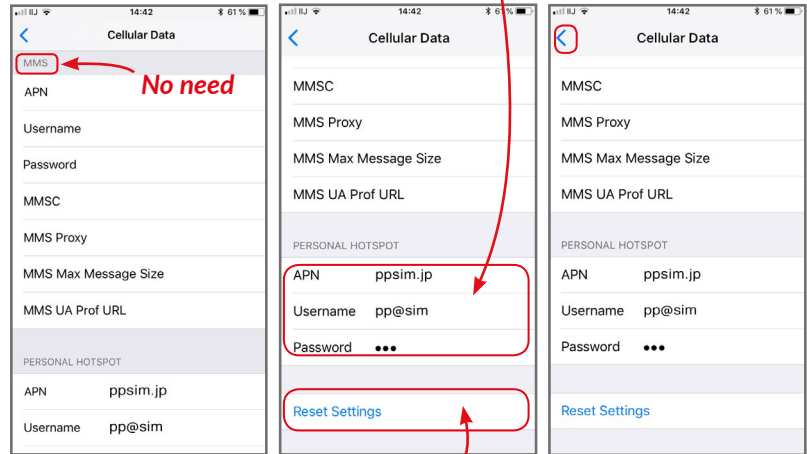 IIJ 14:42 61 %
Cellular Data
MMS
No need
APN
Username
Password
MMSC
MMS Proxy
MMS Max Message Size
MMS UA Prof URL
PERSONAL HOTSPOT
APN ppsim.jp
Username pp@sim
IIJ 14:42 61 %
Cellular Data
MMSC
MMS Proxy
MMS Max Message Size
MMS UA Prof URL
PERSONAL HOTSPOT
APN ppsim.jp
Username pp@sim
Password •••
Reset Settings
IIJ 14:42 61 %
Cellular Data
MMSC
MMS Proxy
MMS Max Message Size
MMS UA Prof URL
PERSONAL HOTSPOT
APN ppsim.jp
Username pp@sim
Password •••
Reset Settings